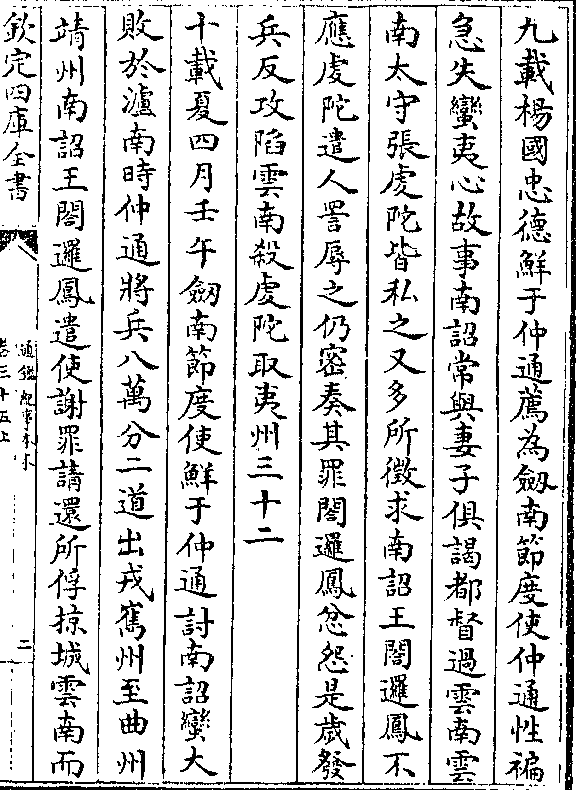 九載楊國忠德鮮于仲通薦為劔南節度使仲通性褊
急失蠻夷心故事南詔常與妻子俱謁都督過雲南雲
南太守張虔陀皆私之又多所徴求南詔王閤邏鳳不
應虔陀遣人詈辱之仍密奏其罪閤邏鳳忿怨是歲發
兵反攻陷雲南殺虔陀取夷州三十二
十載夏四月壬午劔南節度使鮮于仲通討南詔蠻大
敗於瀘南時仲通將兵八萬分二道出戎嶲州至曲州
靖州南詔王閤邏鳳遣使謝罪請還所俘掠城雲南而
欽定四庫全書
通鑑紀事本末
卷三十五上
二